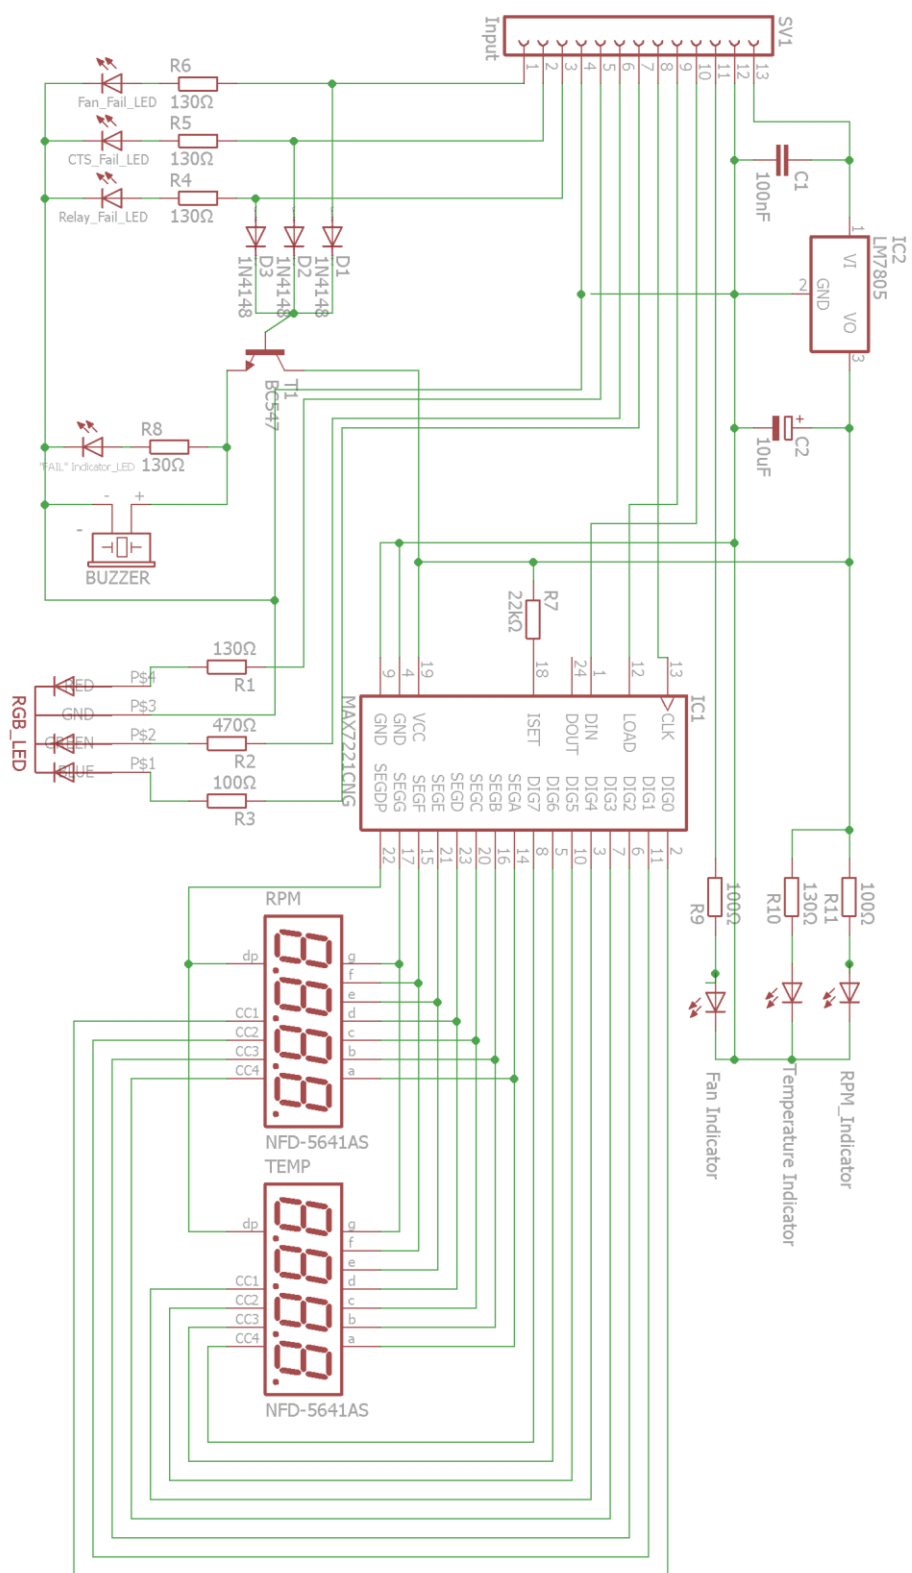 SV1
Input
1
2
3
4
5
6
7
8
9
10
11
12
13
R6
130Ω
Fan_Fail_LED
R5
130Ω
CTS_Fail_LED
R4
130Ω
Relay_Fail_LED
D1
1N4148
D2
1N4148
D3
1N4148
C1
100nF
IC2
LM7805
1
VI
2
GND
VO
3
T1
BC547
C2
10uF
+
R8
130Ω
"FAIL" Indicator_LED
-
+
-
BUZZER
R7
22kΩ
130Ω
R1
470Ω
R2
100Ω
R3
RGB_LED
RED
P$4
GND
P$3
GREEN
P$2
BLUE
P$1
IC1
MAX7221CNG
9
4
19
18
24
1
12
13
GND
GND
VCC
ISET
DOUT
DIN
LOAD
CLK
SEGDP
SEGG
SEGF
SEGE
SEGD
SEGC
SEGB
SEGA
DIG7
DIG6
DIG5
DIG4
DIG3
DIG2
DIG1
DIG0
22
17
15
21
23
20
16
14
8
5
10
3
7
6
11
2
R9
100Ω
R10
130Ω
R11
100Ω
Fan Indicator
Temperature Indicator
RPM_Indicator
RPM
dp
CC1
CC2
CC3
CC4
g
f
e
d
c
b
a
NFD-5641AS
TEMP
dp
CC1
CC2
CC3
CC4
g
f
e
d
c
b
a
NFD-5641AS